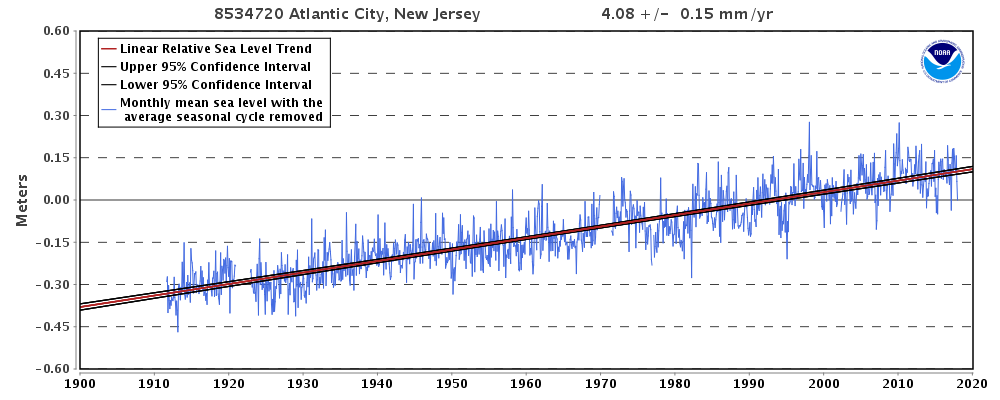 8534720 Atlantic City, New Jersey 4.08 +/- 0.15 mm/yr
Linear Relative Sea Level Trend
Upper 95% Confidence Interval
Lower 95% Confidence Interval
Monthly mean sea level with the
average seasonal cycle removed
NOAA
Meters
0.60
0.45
0.30
0.15
0.00
-0.15
-0.30
-0.45
-0.60
1900 1910 1920 1930 1940 1950 1960 1970 1980 1990 2000 2010 2020